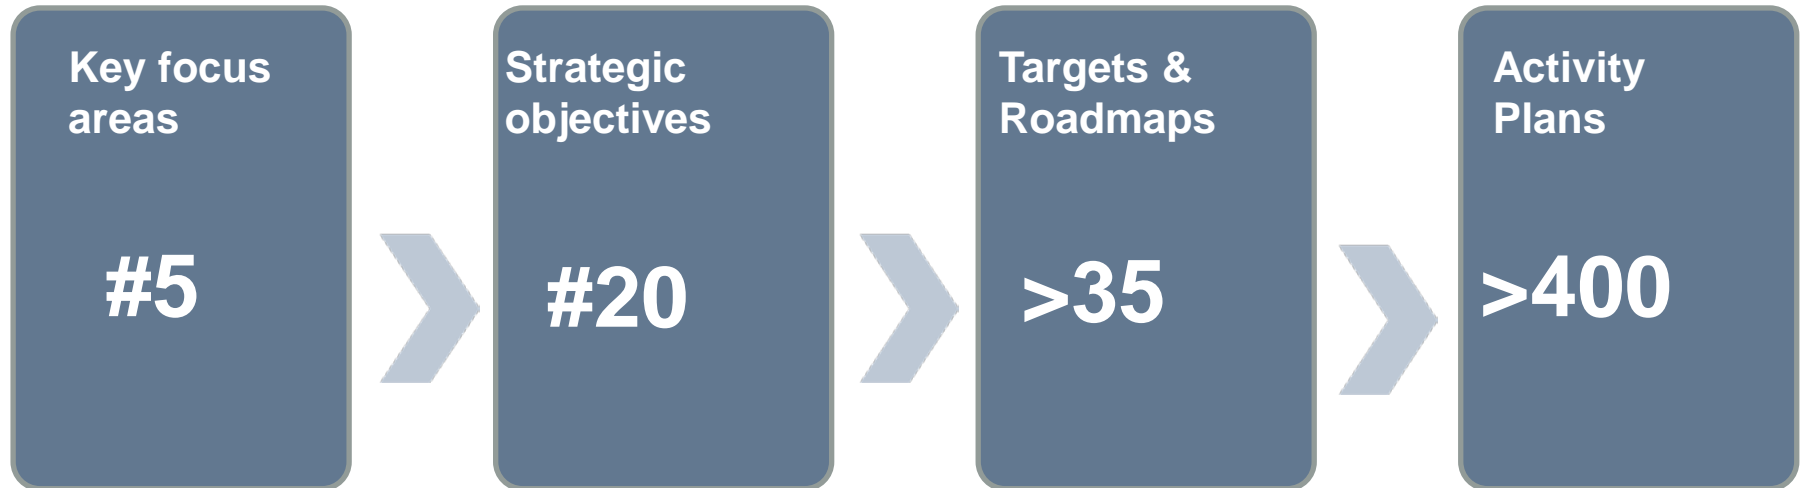 Key focus
areas
#5
Strategic
objectives
#20
Targets &
Roadmaps
>35
Activity
Plans
>400